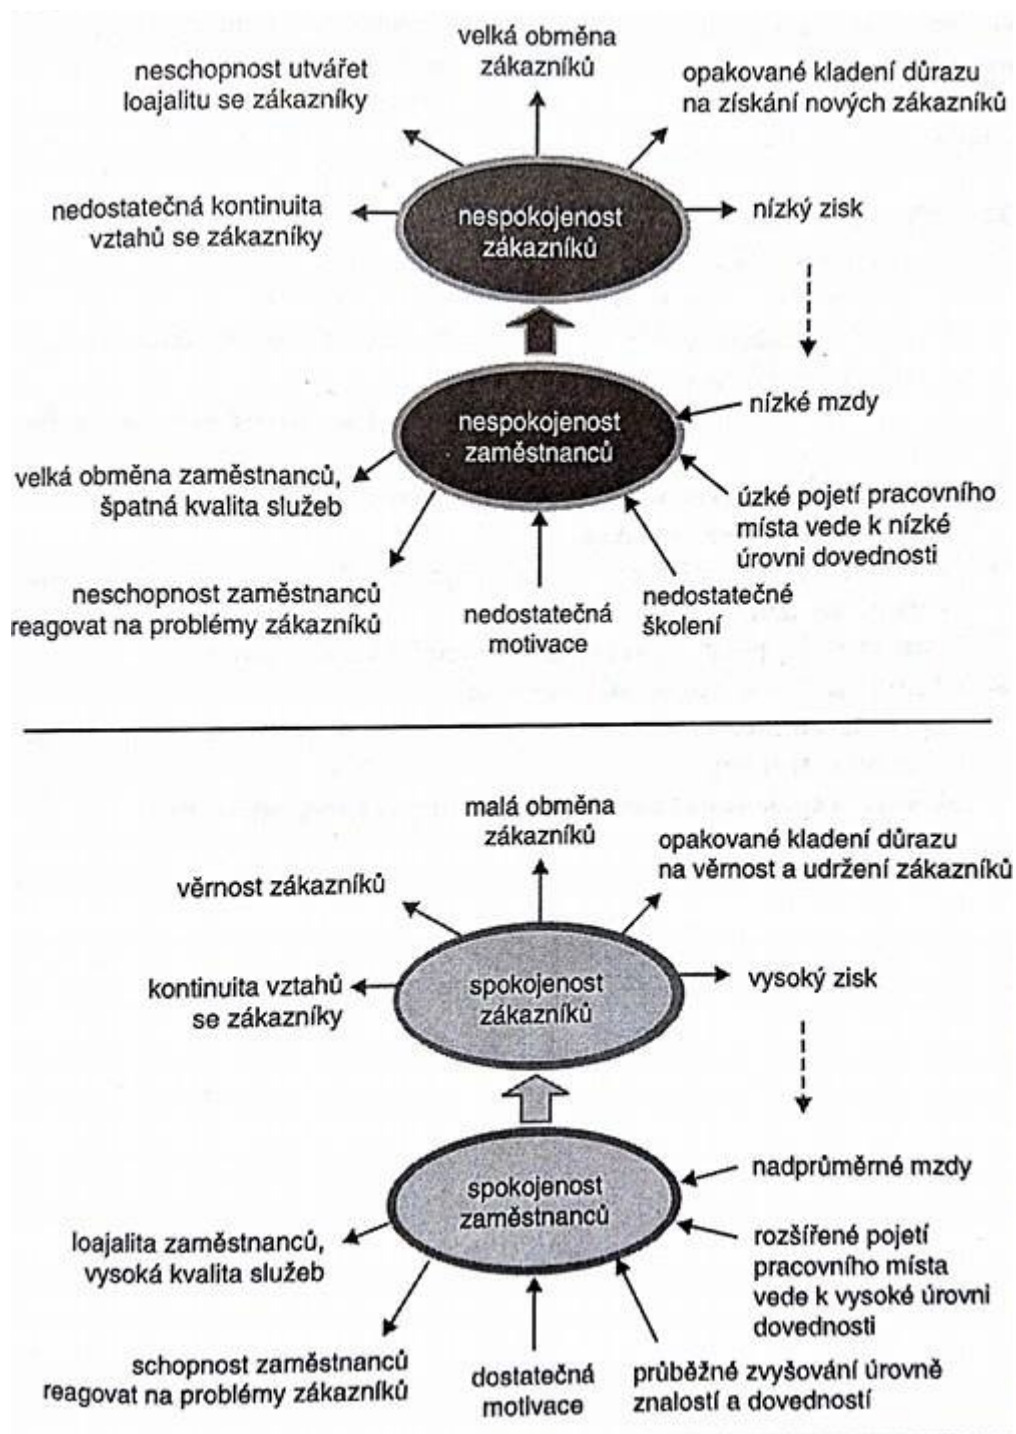 velká obměna
zákazníků
neschopnost utvářet
loajalitu se zákazníky
opakované kladení důrazu
na získání nových zákazníků
nedostatečná kontinuita
vztahů se zákazníky
nespokojenost
zákazníků
nízký zisk
nespokojenost
zaměstnanců
nízké mzdy
velká obměna zaměstnanců,
špatná kvalita služeb
úzké pojetí pracovního
místa vede k nízké
úrovni dovednosti
neschopnost zaměstnanců
reagovat na problémy zákazníků
nedostatečná
motivace
nedostatečné
školení
malá obměna
zákazníků
opakované kladení důrazu
na věrnost a udržení zákazníků
věrnost zákazníků
kontinuita vztahů
se zákazníky
spokojenost
zákazníků
vysoký zisk
spokojenost
zaměstnanců
nadprůměrné mzdy
loajalita zaměstnanců,
vysoká kvalita služeb
rozšířené pojetí
pracovního místa
vede k vysoké úrovni
dovednosti
schopnost zaměstnanců
reagovat na problémy zákazníků
dostatečná
motivace
průběžné zvyšování úrovně
znalostí a dovedností